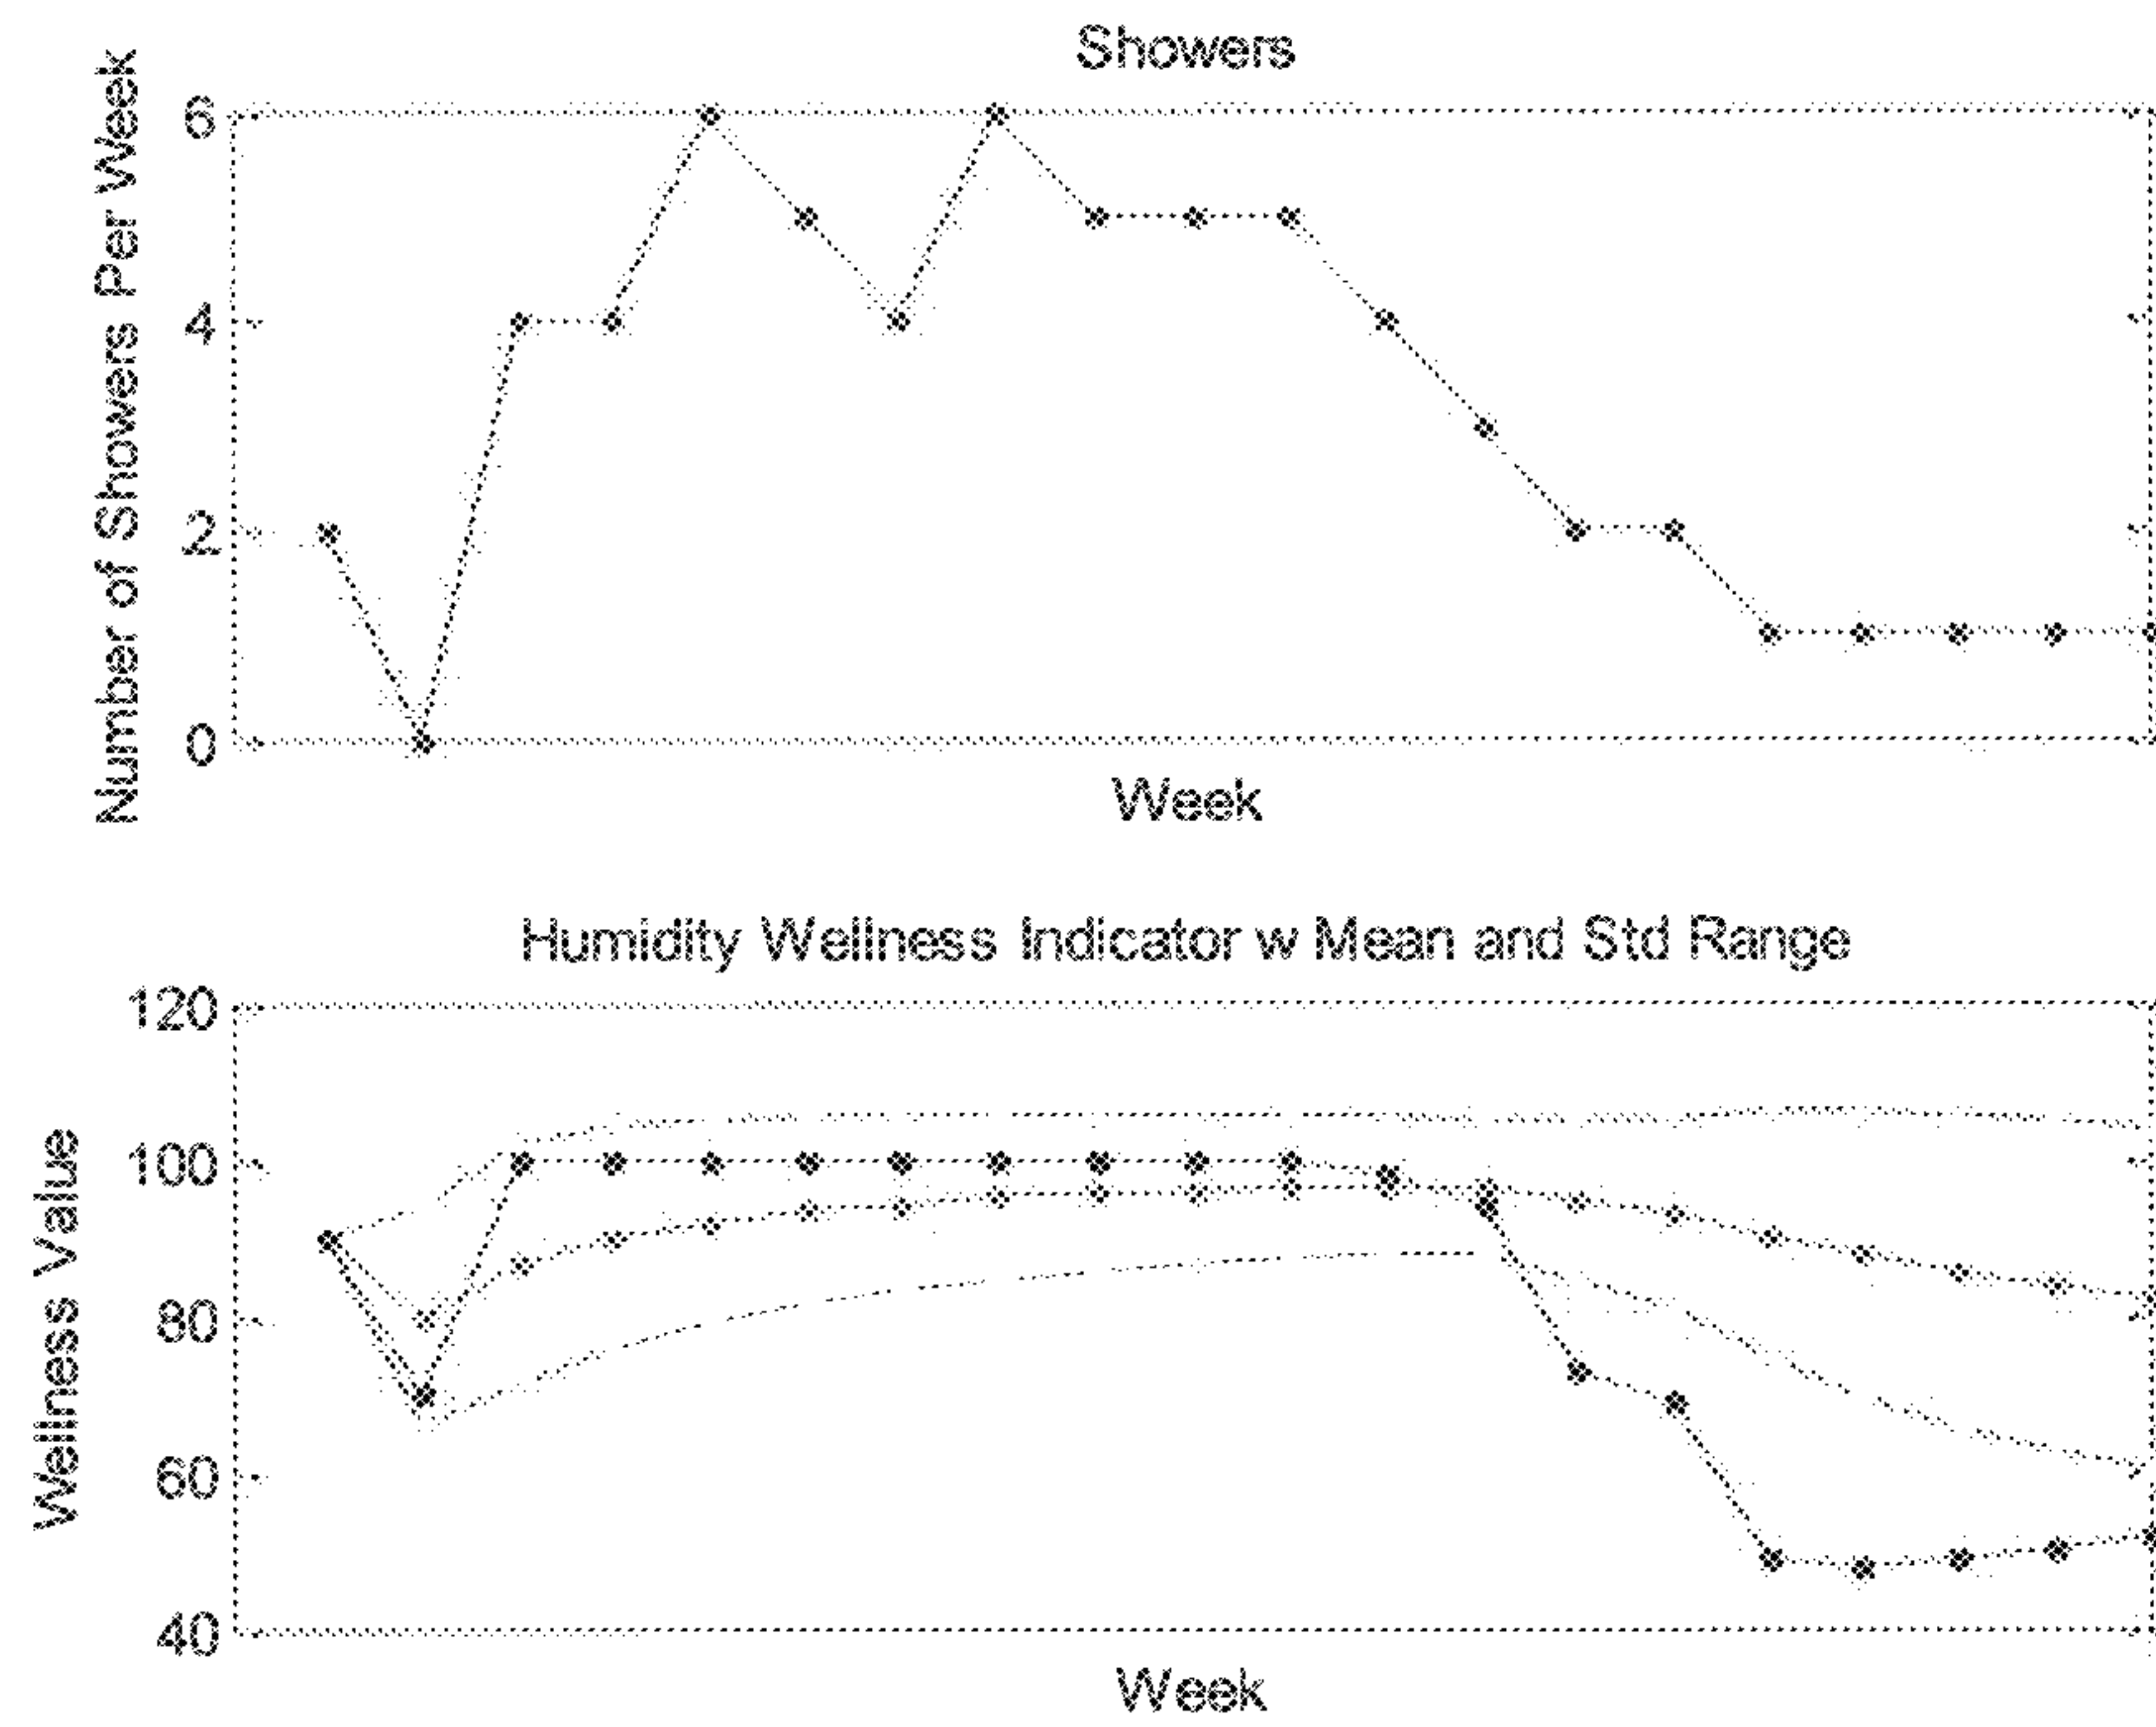 Showers
Number of Showers Per Week
6
4
2
0
Week
Humidity Wellness Indicator w Mean and Std Range
Wellness Value
120
100
80
60
40
Week